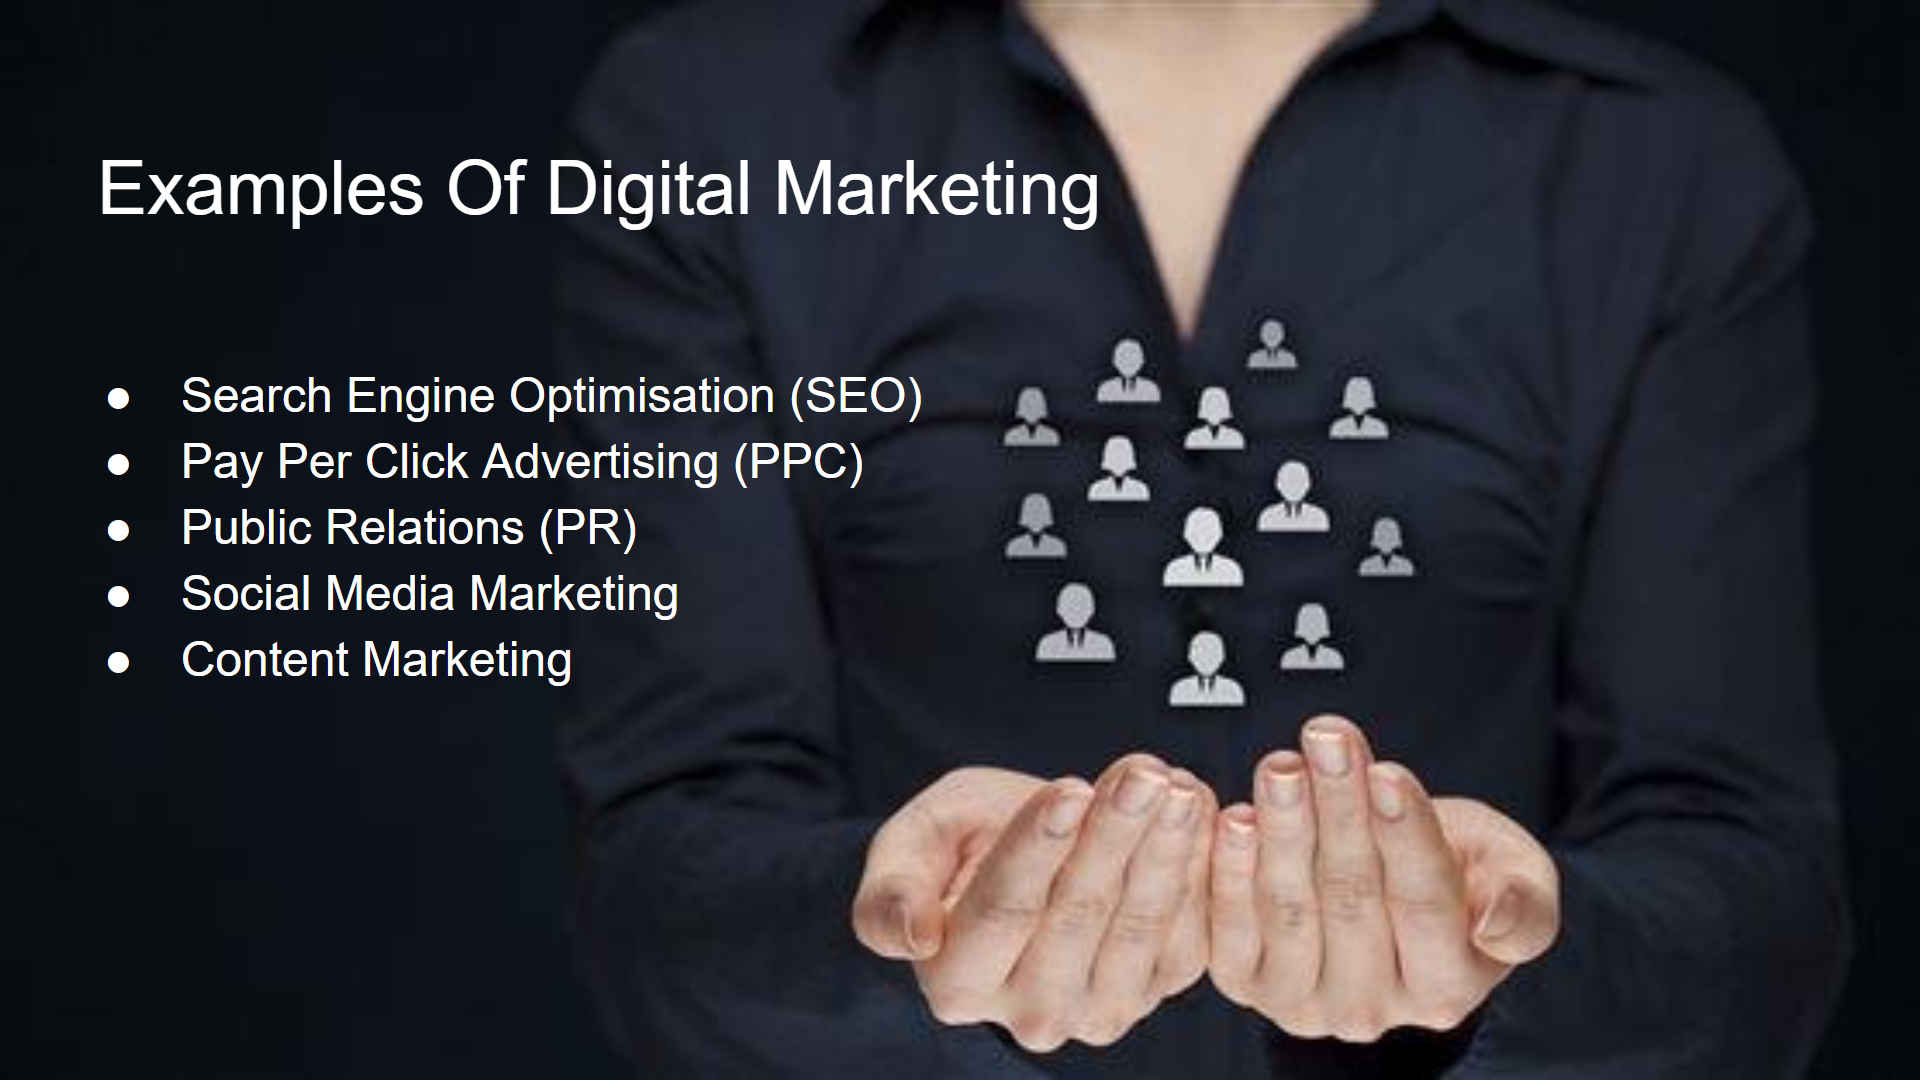 Examples Of Digital Marketing
● Search Engine Optimisation (SEO)
● Pay Per Click Advertising (PPC)
● Public Relations (PR)
● Social Media Marketing
● Content Marketing